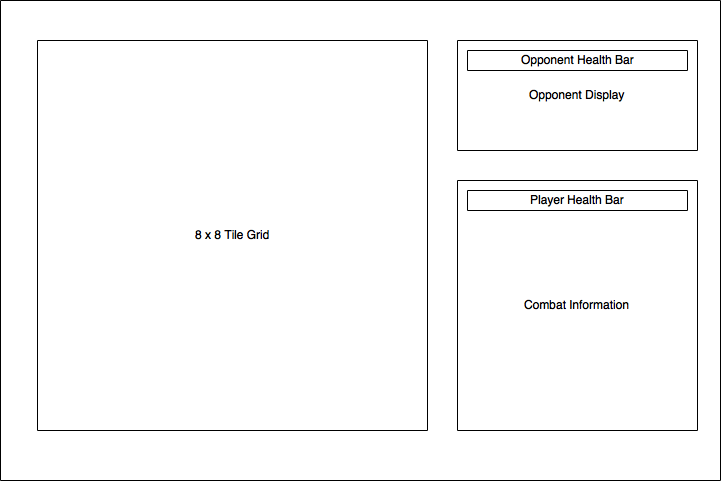 Opponent Health Bar
Opponent Display
Player Health Bar
8 x 8 Tile Grid
Combat Information